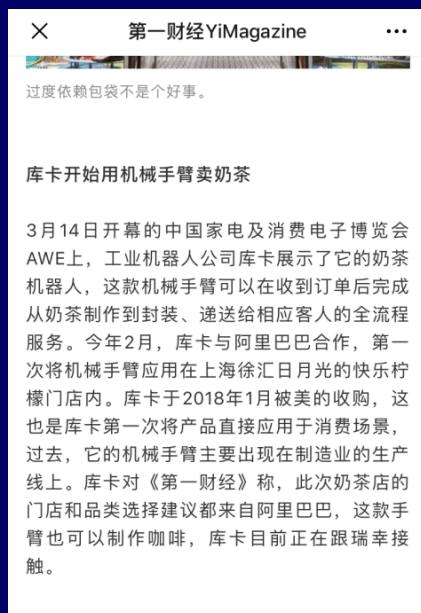 第一财经YiMagazine
过度依赖包袋不是个好事。
库卡开始用机械手臂卖奶茶
3月14日开幕的中国家电及消费电子博览会
AWE上，工业机器人公司库卡展示了它的奶茶
机器人，这款机械手臂可以在收到订单后完成
从奶茶制作到封装、递送给相应客人的全流程
服务。今年2月，库卡与阿里巴巴合作，第一
次将机械手臂应用在上海徐汇日月光的快乐柠
檬门店内。库卡于2018年1月被美的收购，这
也是库卡第一次将产品直接应用于消费场景，
过去，它的机械手臂主要出现在制造业的生产
线上。库卡对《第一财经》称，此次奶茶店的
门店和品类选择建议都来自阿里巴巴，这款手
臂也可以制作咖啡，库卡目前正在跟瑞幸接
触。